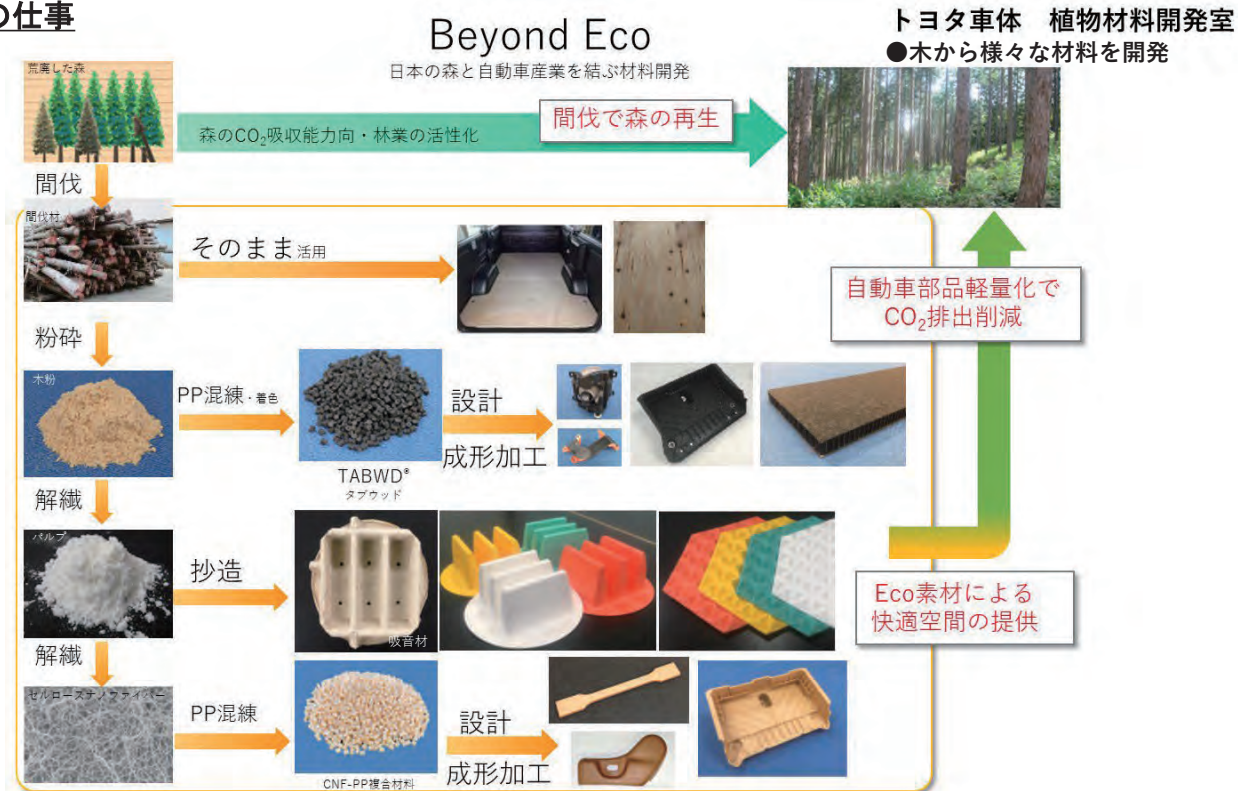 の仕事
Beyond Eco
日本の森と自動車産業を結ぶ材料開発
トヨタ車体　植物材料開発室
●木から様々な材料を開発
荒廃した森
森のCO₂吸収能力向・林業の活性化
間伐で森の再生
間伐
間伐材
そのまま活用
自動車部品軽量化で
CO₂排出削減
粉砕
木粉
PP混練・着色
TABWD®
タブウッド
設計
成形加工
解繊
パルプ
抄造
吸音材
Eco素材による
快適空間の提供
解繊
セルロースナノファイバー
PP混練
CNF-PP複合材料
設計
成形加工